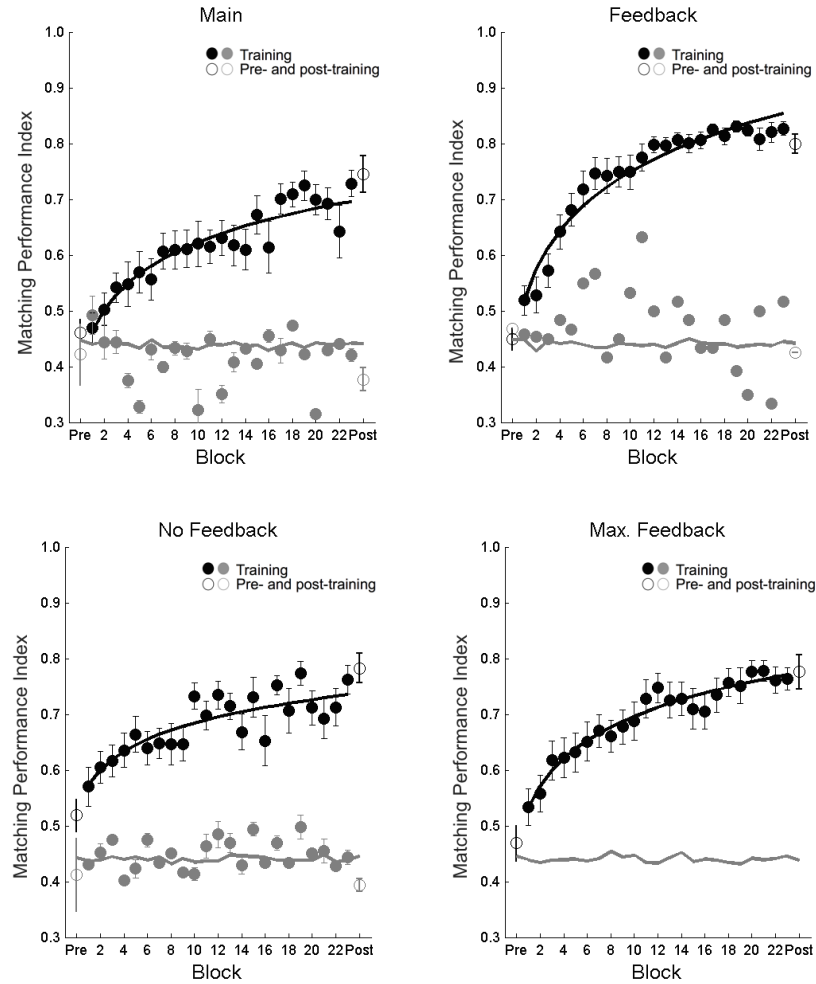 Main
1.0
0.9
0.8
0.7
0.6
0.5
0.4
0.3
Matching Performance Index
Training
Pre- and post-training
Pre 2 4 6 8 10 12 14 16 18 20 22 Post
Block
Feedback
1.0
0.9
0.8
0.7
0.6
0.5
0.4
0.3
Matching Performance Index
Training
Pre- and post-training
Pre 2 4 6 8 10 12 14 16 18 20 22 Post
Block
No Feedback
1.0
0.9
0.8
0.7
0.6
0.5
0.4
0.3
Matching Performance Index
Training
Pre- and post-training
Pre 2 4 6 8 10 12 14 16 18 20 22 Post
Block
Max. Feedback
1.0
0.9
0.8
0.7
0.6
0.5
0.4
0.3
Matching Performance Index
Training
Pre- and post-training
Pre 2 4 6 8 10 12 14 16 18 20 22 Post
Block